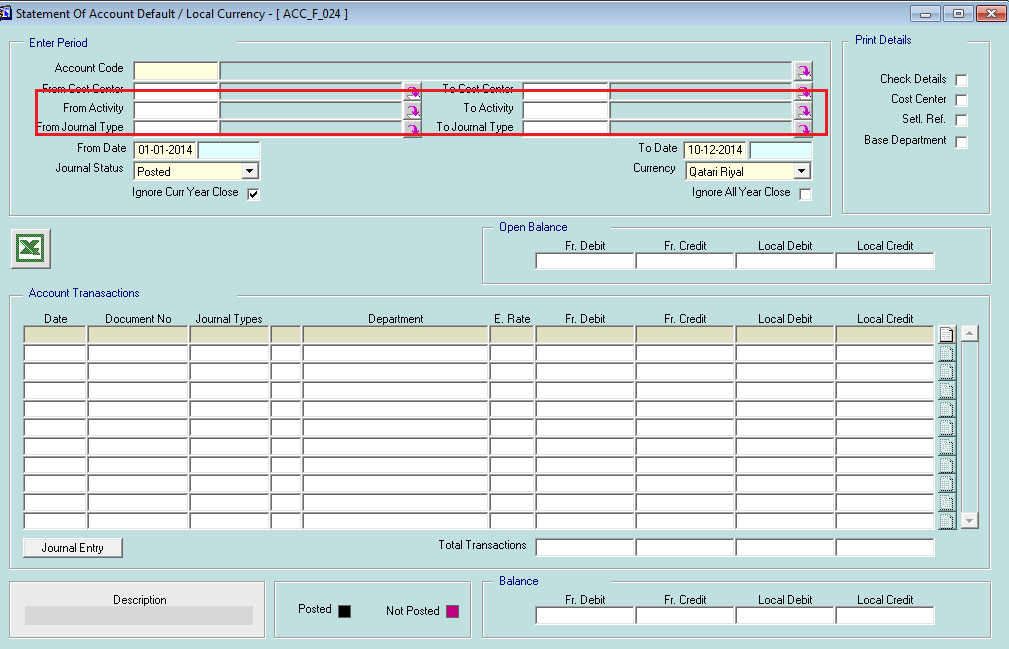 Statement Of Account Default / Local Currency - [ ACC_F_024 ]
Enter Period
Print Details
Account Code
From Cost Center To Cost Center
From Activity To Activity
From Journal Type To Journal Type
From Date 01-01-2014 To Date 10-12-2014
Journal Status Posted Currency Qatari Riyal
Ignore Curr Year Close Ignore All Year Close
Check Details
Cost Center
Setl. Ref.
Base Department
Open Balance
Fr. Debit Fr. Credit Local Debit Local Credit
Account Tranasactions
Date Document No Journal Types Department E. Rate Fr. Debit Fr. Credit Local Debit Local Credit
Journal Entry Total Transactions
Description
Posted Not Posted
Balance
Fr. Debit Fr. Credit Local Debit Local Credit